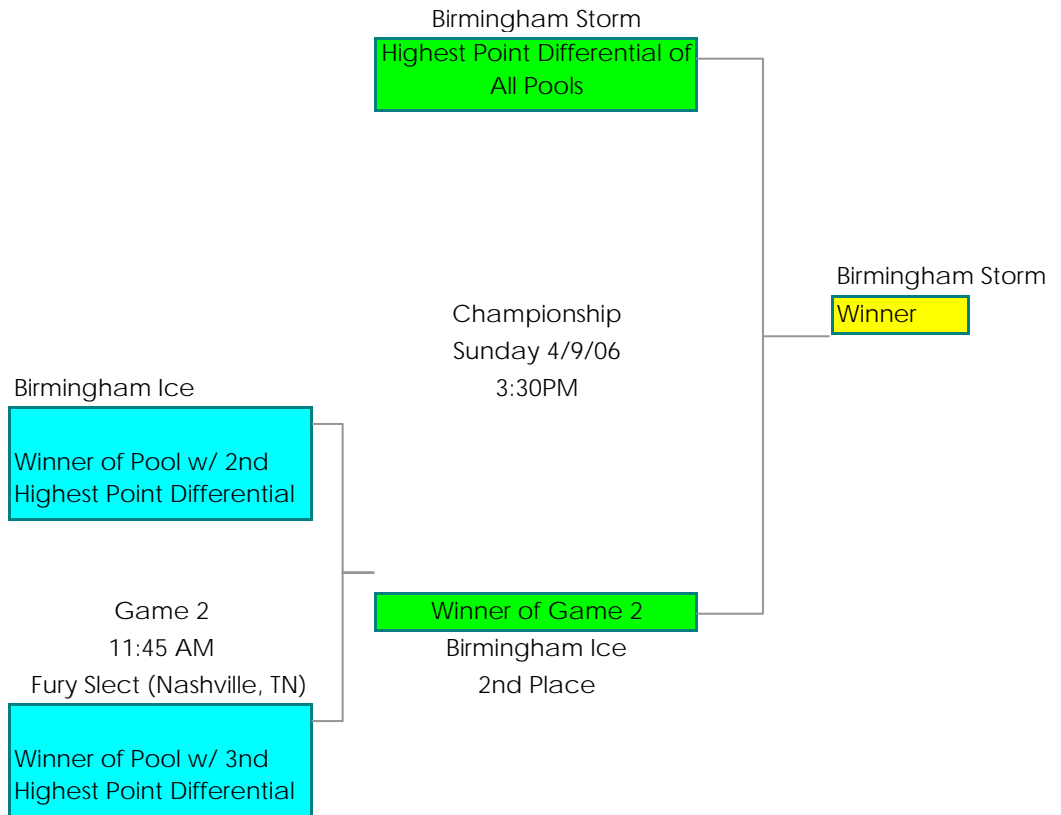 Birmingham Storm
Highest Point Differential of
All Pools
Birmingham Storm
Winner
Championship
Sunday 4/9/06
3:30PM
Birmingham Ice
Winner of Pool w/ 2nd
Highest Point Differential
Game 2
11:45 AM
Fury Slect (Nashville, TN)
Winner of Game 2
Birmingham Ice
2nd Place
Winner of Pool w/ 3nd
Highest Point Differential